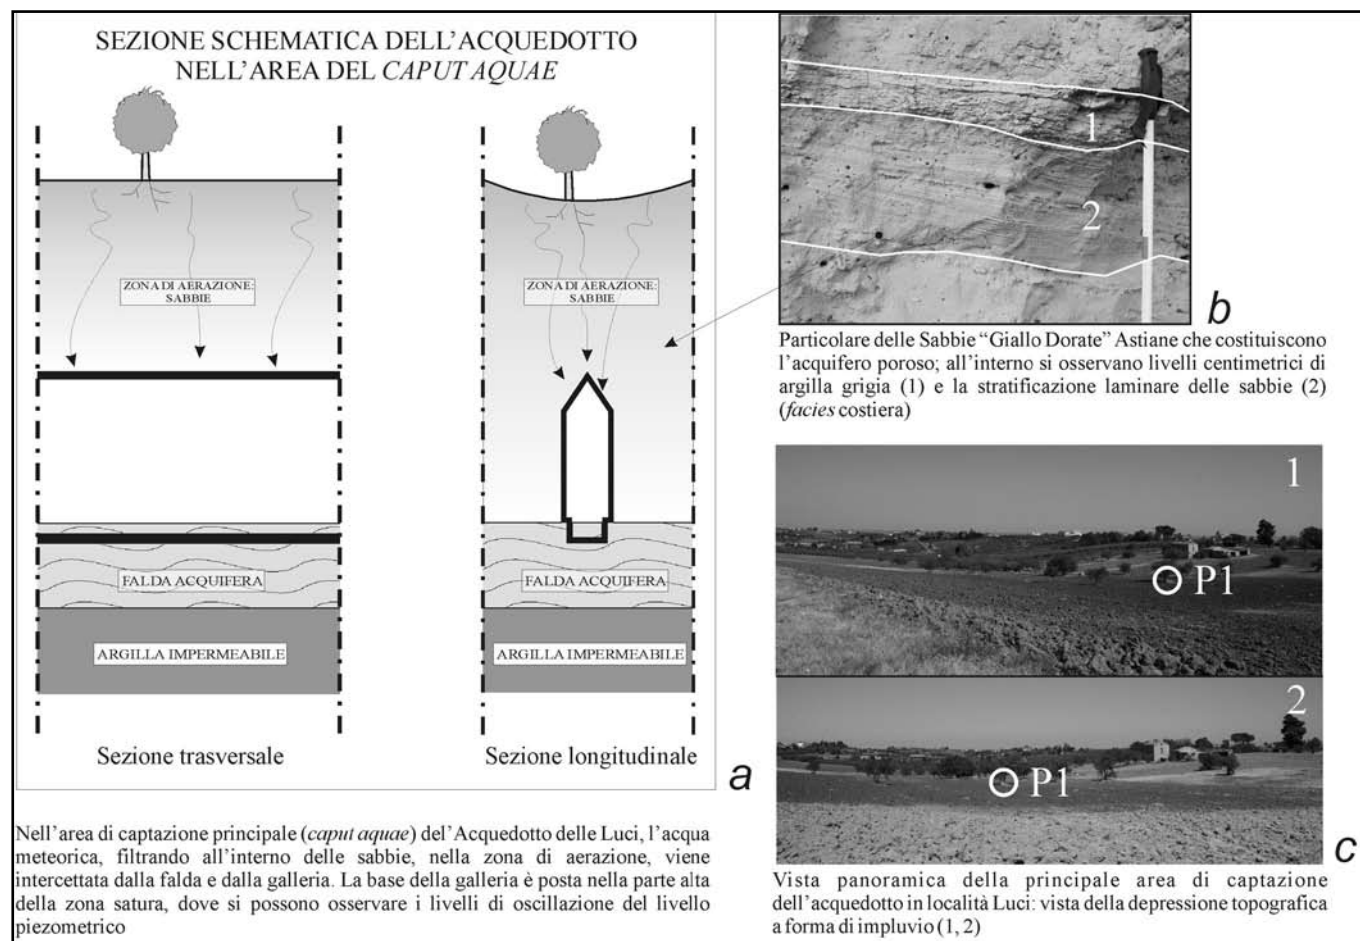 SEZIONE SCHEMATICA DELL'ACQUEDOTTO
NELL'AREA DEL CAPUT AQUAE
ZONA DI AERAZIONE:
SABBIE
FALDA ACQUIFERA
ARGILLA IMPERMEABILE
Sezione trasversale
ZONA DI AERAZIONE:
SABBIE
FALDA ACQUIFERA
ARGILLA IMPERMEABILE
Sezione longitudinale
a
Nell'area di captazione principale (caput aquae) del'Acquedotto delle Luci, l'acqua
meteorica, filtrando all'interno delle sabbie, nella zona di aerazione, viene
intercettata dalla falda e dalla galleria. La base della galleria è posta nella parte alta
della zona satura, dove si possono osservare i livelli di oscillazione del livello
piezometrico
1
2
b
Particolare delle Sabbie "Giallo Dorate" Astiane che costituiscono
l'acquifero poroso; all'interno si osservano livelli centimetrici di
argilla grigia (1) e la stratificazione laminare delle sabbie (2)
(facies costiera)
1
P1
2
P1
c
Vista panoramica della principale area di captazione
dell'acquedotto in località Luci: vista della depressione topografica
a forma di impluvio (1, 2)